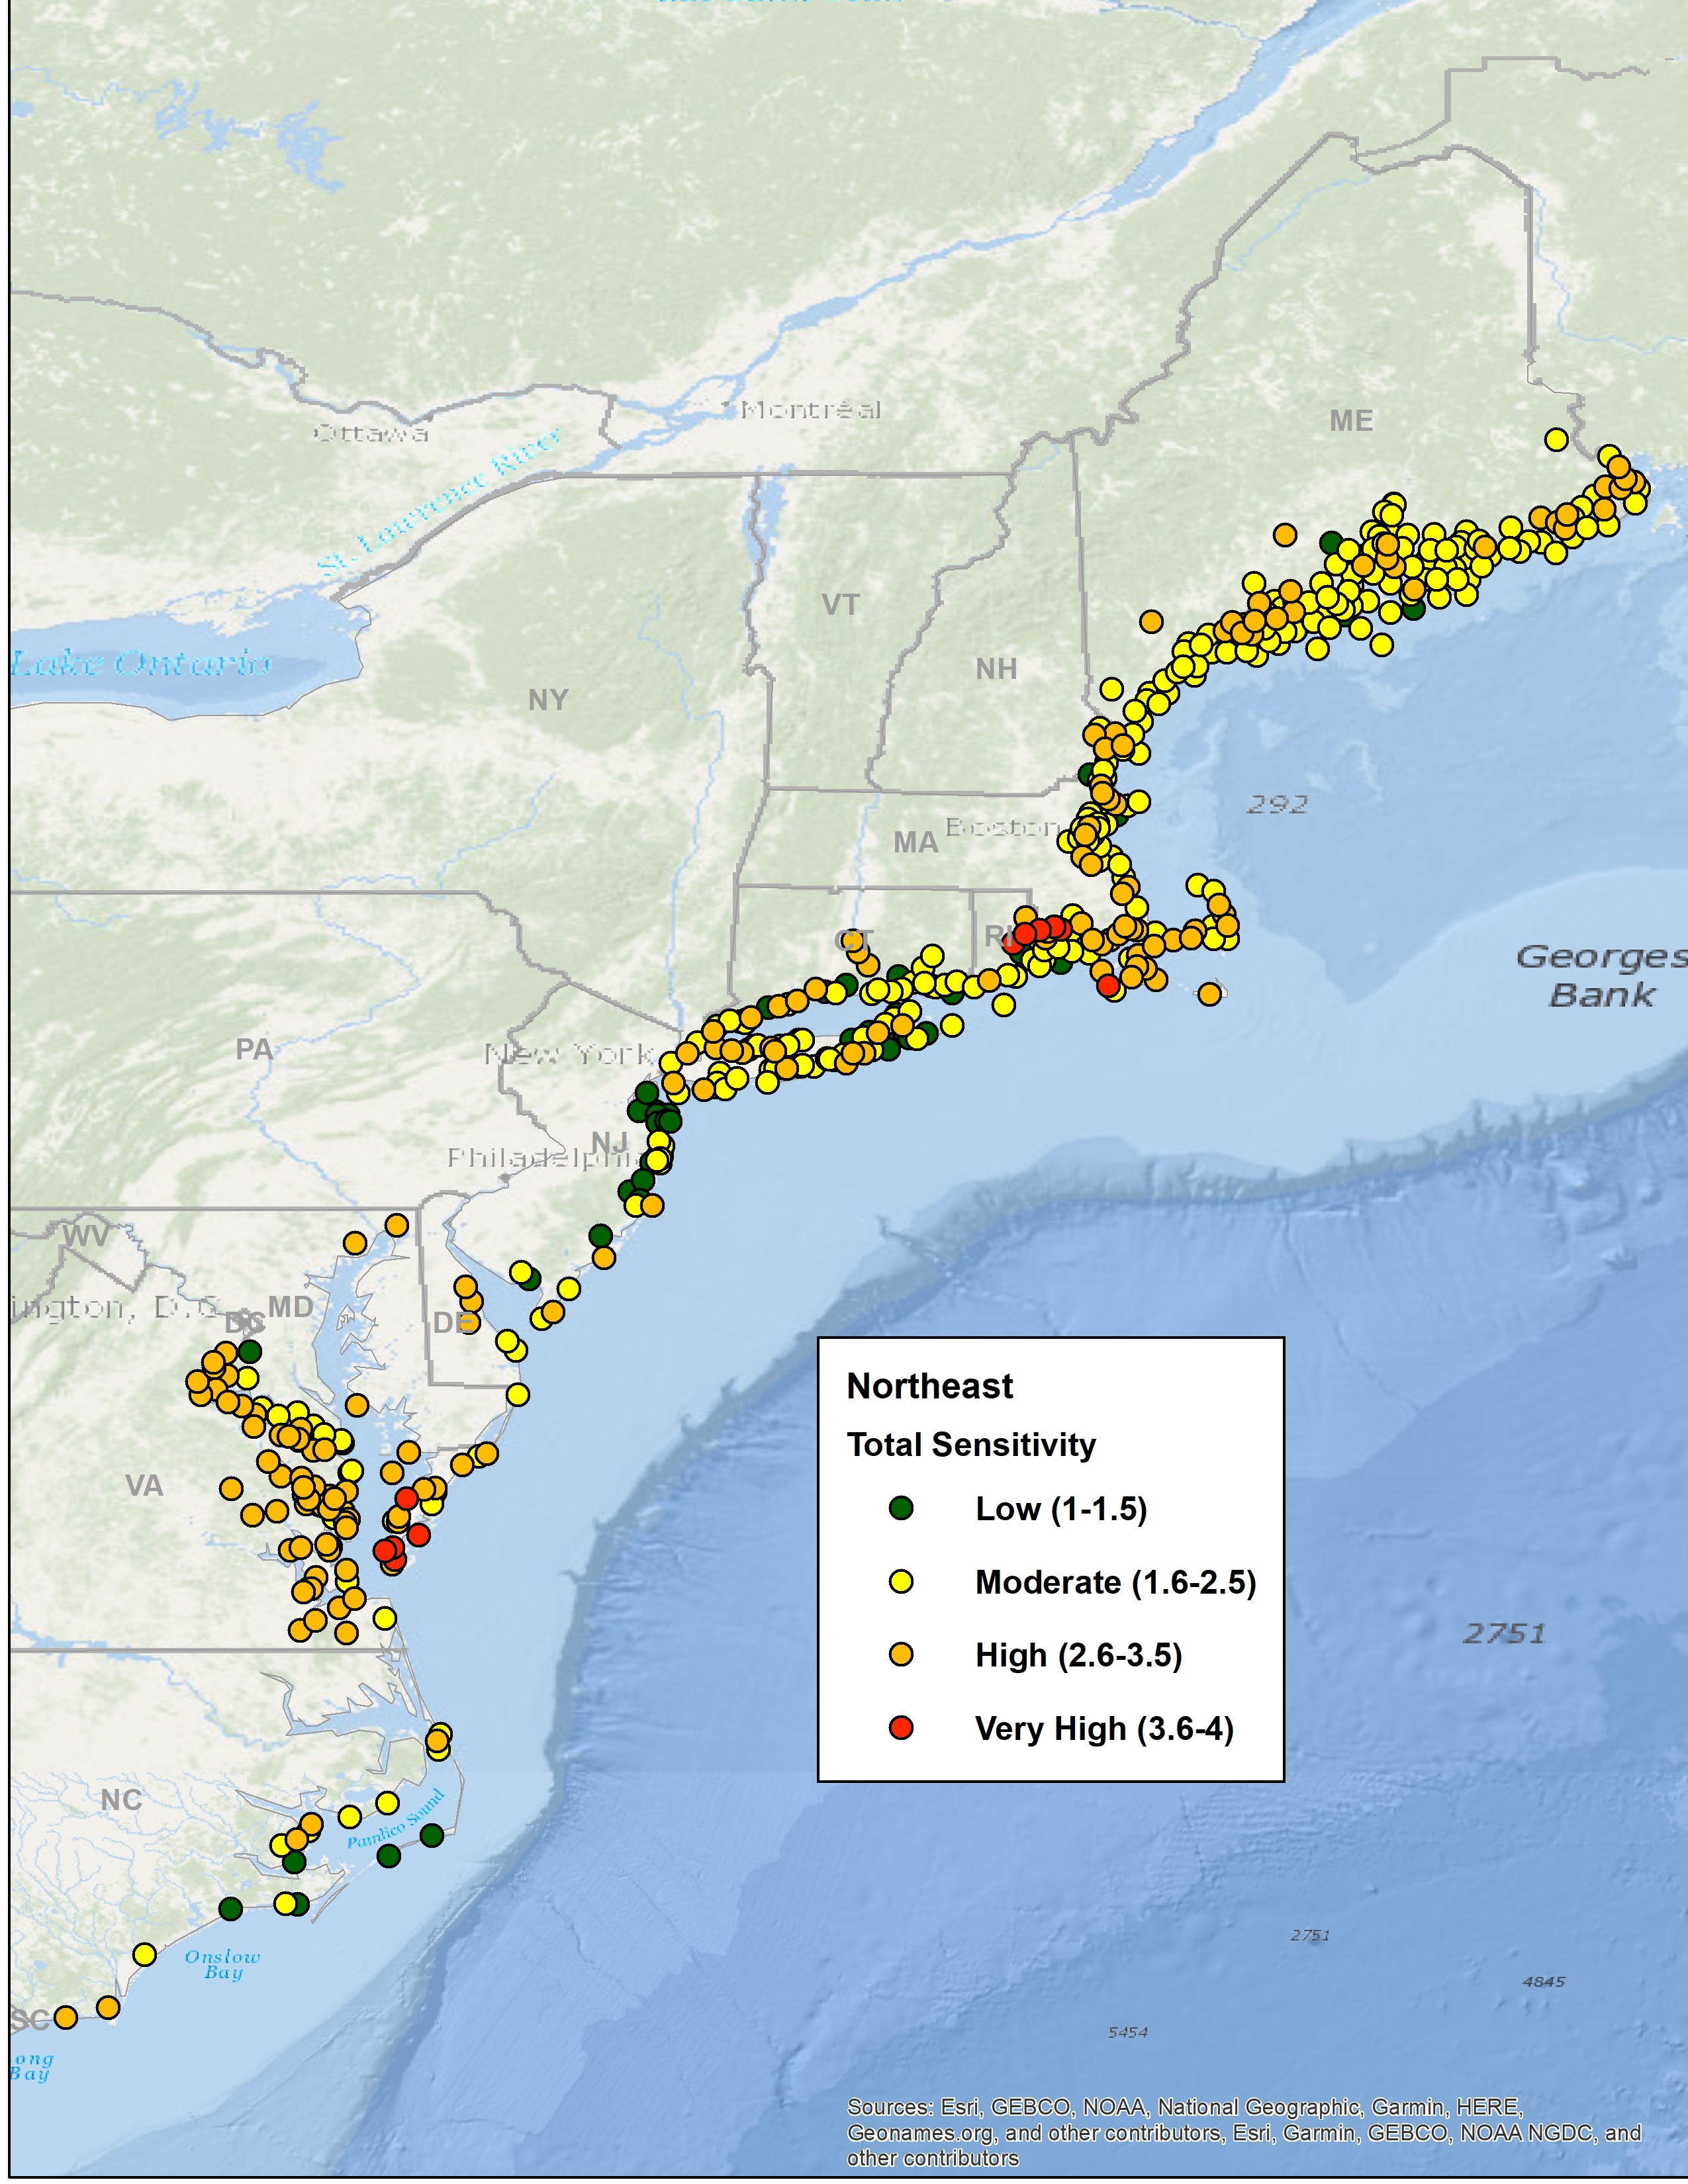 ME
Montréal
Ottawa
St. Lawrence River
VT
Lake Ontario
NH
NY
292
Boston
MA
RI
CT
Georges
Bank
PA
New York
NJ
Philadelphia
WV
ington, D.C.
MD
DC
DE
Northeast
Total Sensitivity
VA
Low (1-1.5)
Moderate (1.6-2.5)
High (2.6-3.5)
Very High (3.6-4)
2751
NC
Pamlico Sound
Onslow
Bay
2751
4845
SC
5454
ong
Bay
Sources: Esri, GEBCO, NOAA, National Geographic, Garmin, HERE,
Geonames.org, and other contributors, Esri, Garmin, GEBCO, NOAA NGDC, and
other contributors